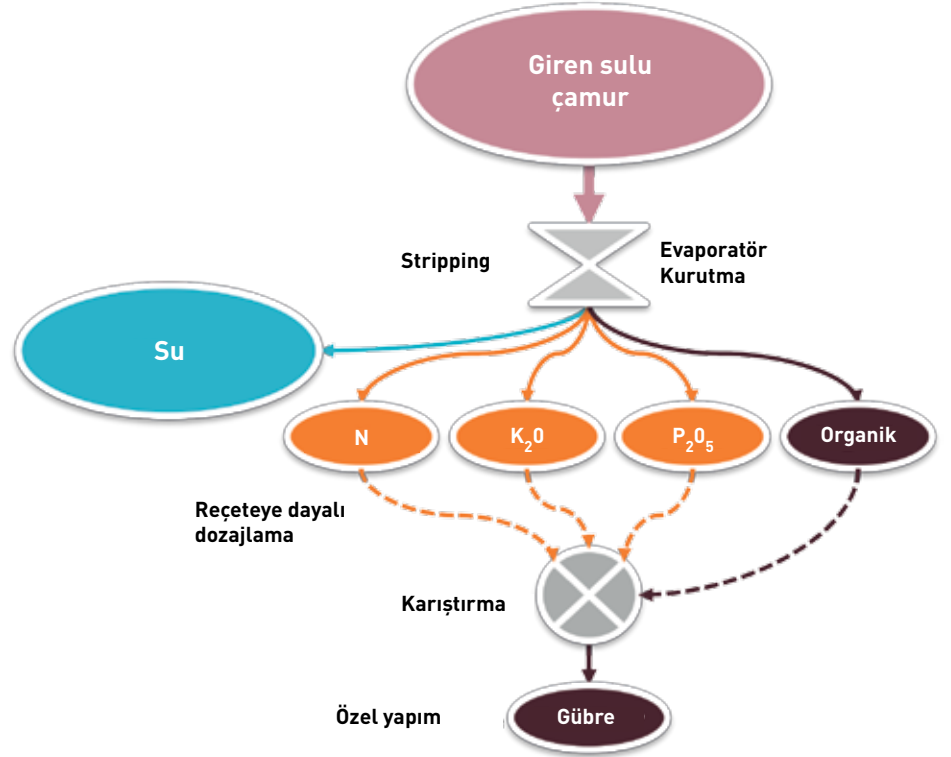 Giren sulu
çamur
Stripping
Evaporatör
Kurutma
Su
N
K₂0
P₂0₅
Organik
Reçeteye dayalı
dozajlama
Karıştırma
Özel yapım
Gübre